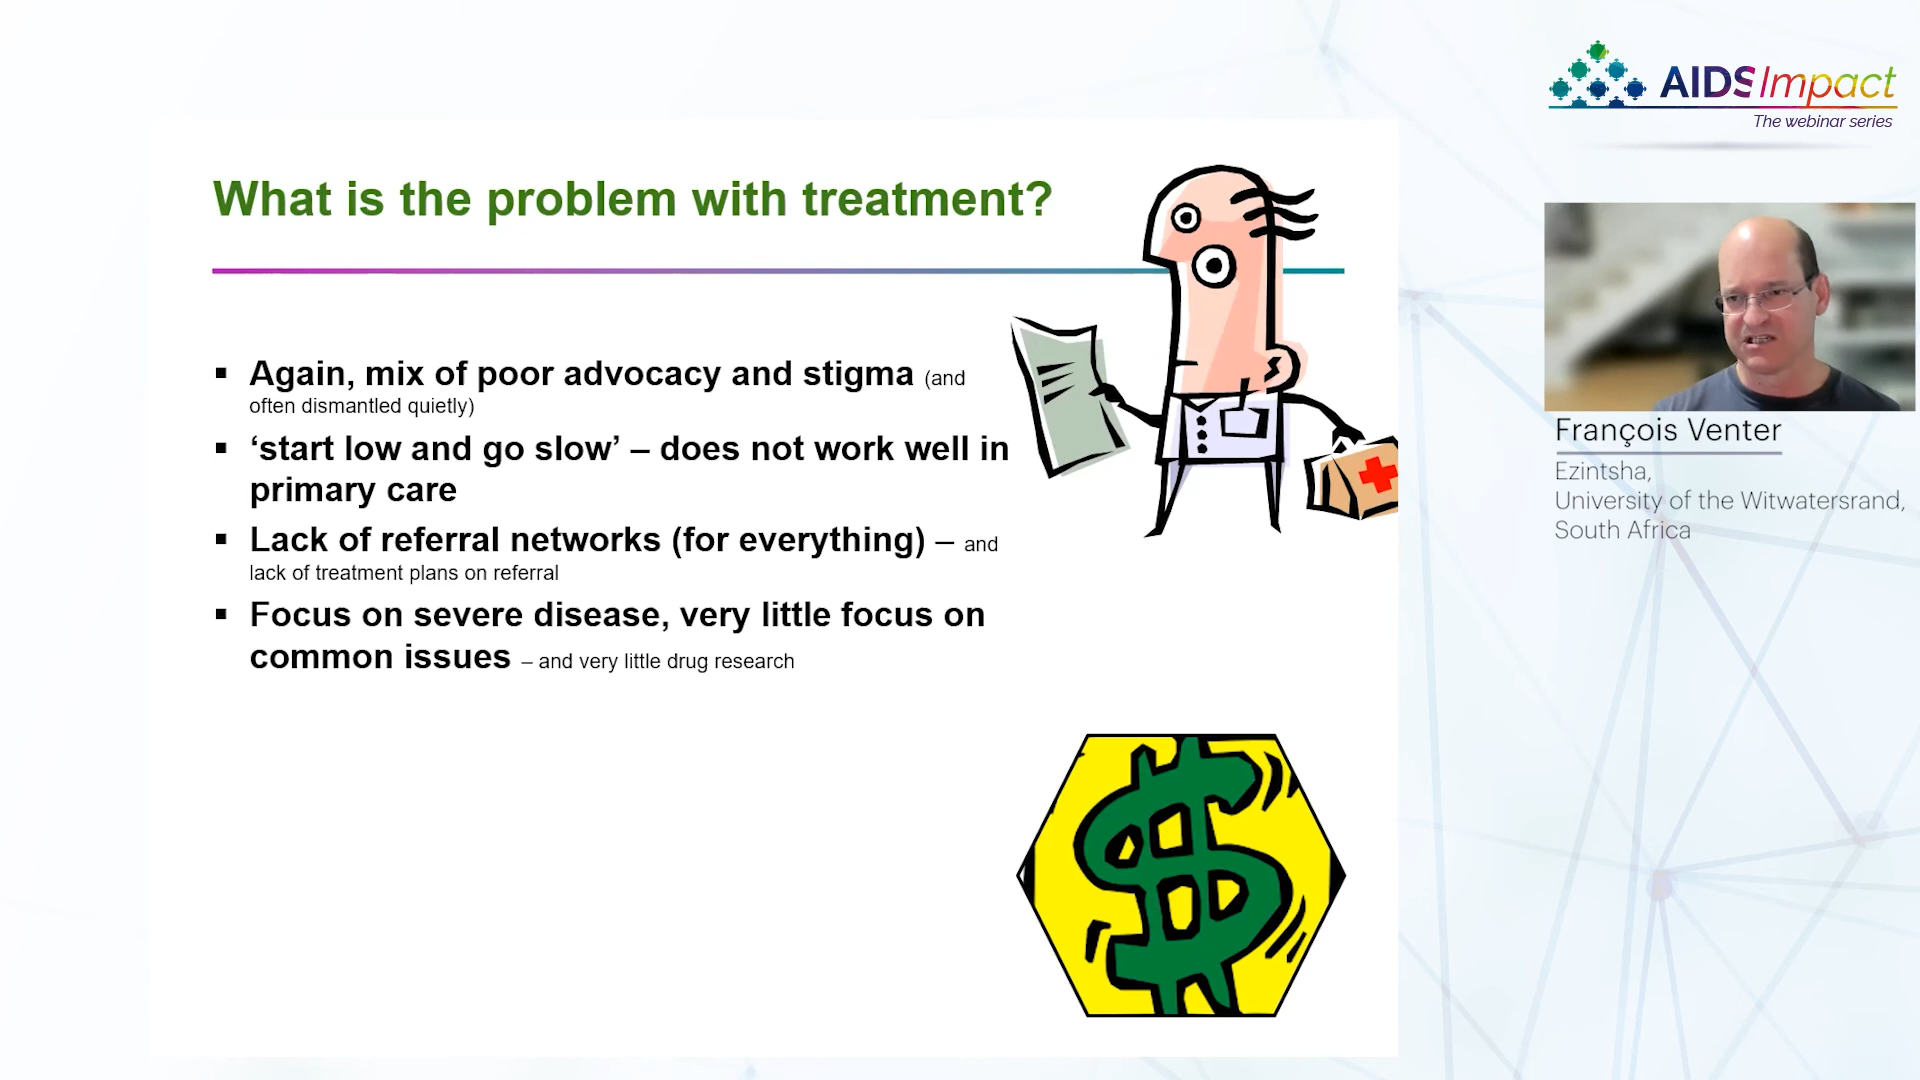 AIDSImpact
The webinar series
What is the problem with treatment?
▪ Again, mix of poor advocacy and stigma (and
often dismantled quietly)
▪ ‘start low and go slow’ – does not work well in
primary care
▪ Lack of referral networks (for everything) – and
lack of treatment plans on referral
▪ Focus on severe disease, very little focus on
common issues – and very little drug research
François Venter
Ezintsha,
University of the Witwatersrand,
South Africa